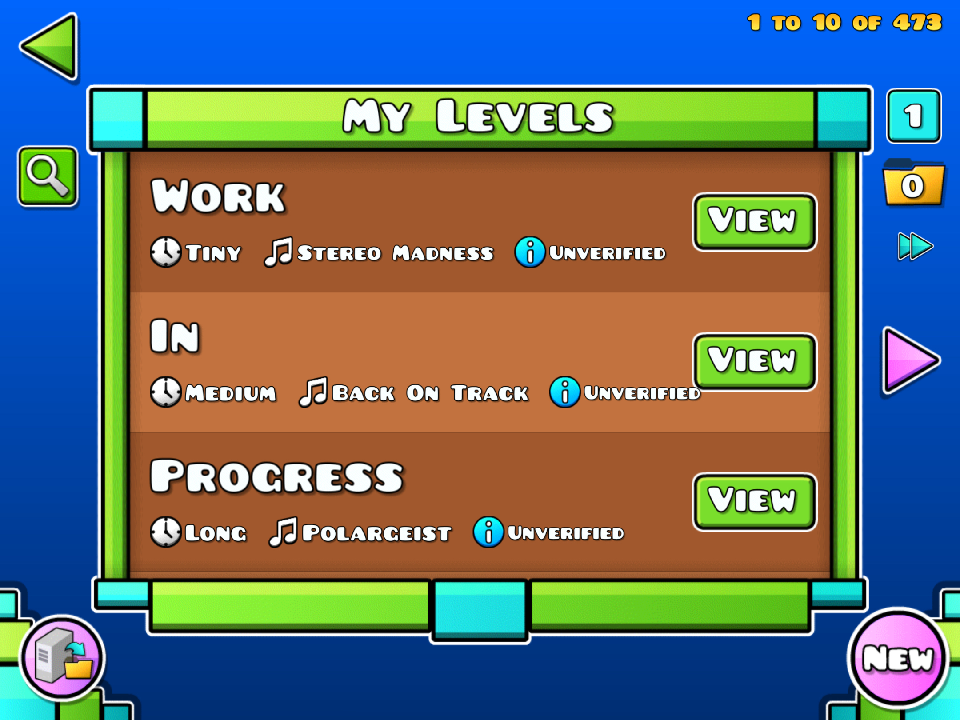 1 to 10 of 473
My Levels
1
0
Work
View
Tiny Stereo Madness Unverified
In
View
Medium Back On Track Unverified
Progress
View
Long Polargeist Unverified
New